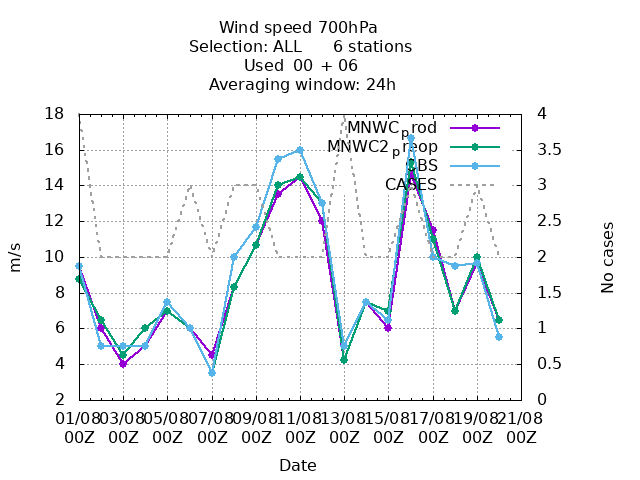 Wind speed 700hPa
Selection: ALL      6 stations
Used  00 + 06
Averaging window: 24h
18
16
14
12
10
8
6
4
2
4
3.5
3
2.5
2
1.5
1
0.5
0
m/s
No cases
MNWCprod
MNWC2preop
OBS
CASES
01/08 03/08 05/08 07/08 09/08 11/08 13/08 15/08 17/08 19/08 21/08
00Z 00Z 00Z 00Z 00Z 00Z 00Z 00Z 00Z 00Z 00Z
Date